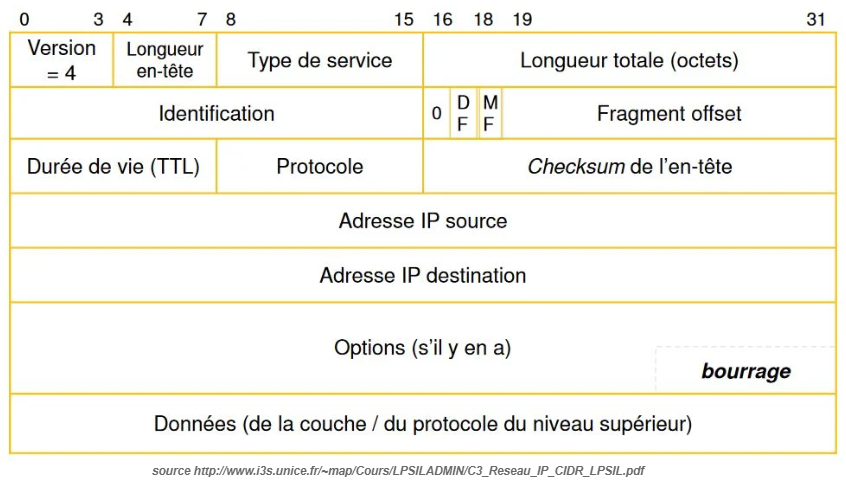 0 3 4 7 8 15 16 18 19 31
Version
= 4
Longueur
en-tête
Type de service
Longueur totale (octets)
Identification
0
D
F
M
F
Fragment offset
Durée de vie (TTL)
Protocole
Checksum de l'en-tête
Adresse IP source
Adresse IP destination
Options (s'il y en a)
bourrage
Données (de la couche / du protocole du niveau supérieur)
source http://www.i3s.unice.fr/~map/Cours/LPSILADMIN/C3_Reseau_IP_CIDR_LPSIL.pdf